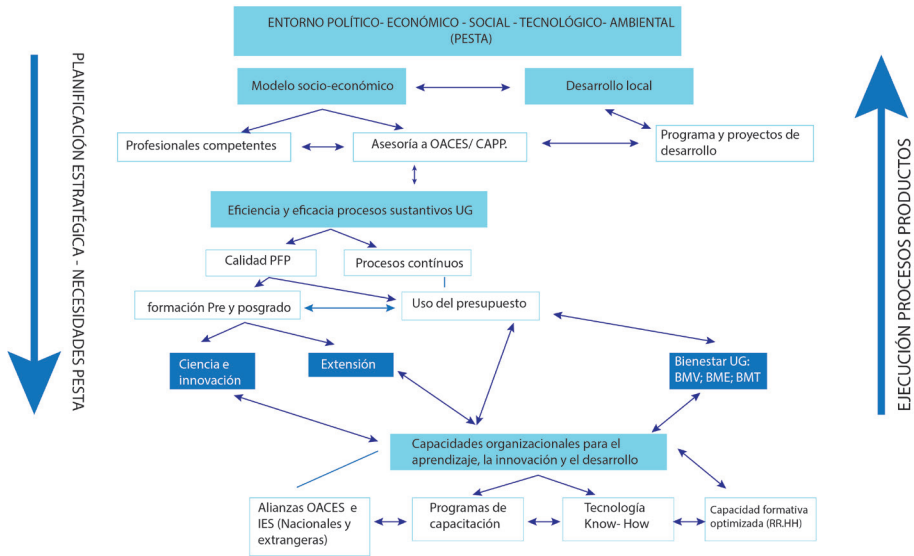 ENTORNO POLÍTICO- ECONÓMICO - SOCIAL - TECNOLÓGICO- AMBIENTAL
(PESTA)
PLANIFICACIÓN ESTRATÉGICA - NECESIDADES PESTA
EJECUCIÓN PROCESOS PRODUCTOS
Modelo socio-económico
Desarrollo local
Profesionales competentes
Asesoría a OACES/ CAPP.
Programa y proyectos de
desarrollo
Eficiencia y eficacia procesos sustantivos UG
Calidad PFP
Procesos contínuos
formación Pre y posgrado
Uso del presupuesto
Ciencia e
innovación
Extensión
Bienestar UG:
BMV; BME; BMT
Capacidades organizacionales para el
aprendizaje, la innovación y el desarrollo
Alianzas OACES e
IES (Nacionales y
extrangeras)
Programas de
capacitación
Tecnología
Know- How
Capacidad formativa
optimizada (RR.HH)